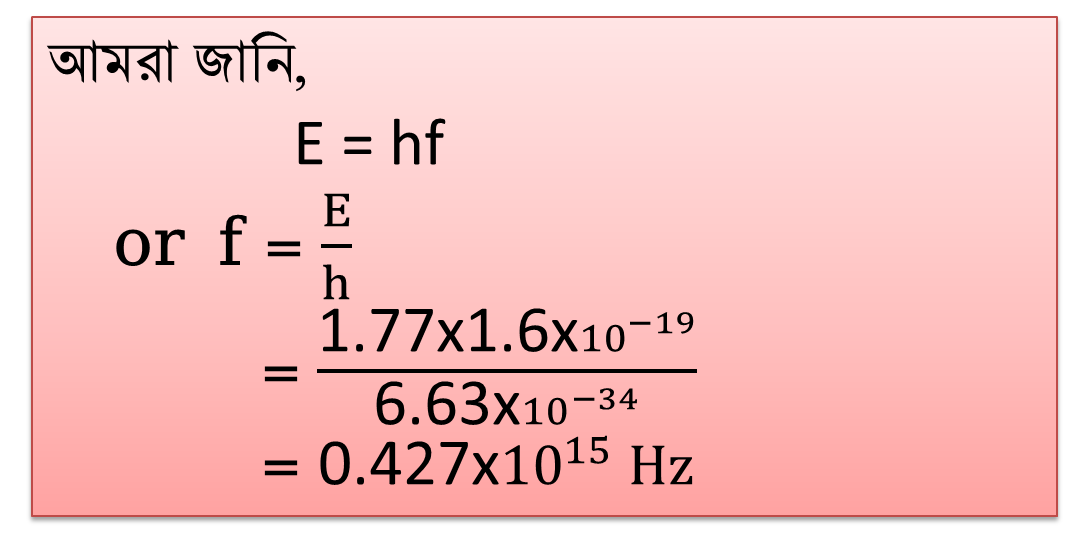 আমরা জানি,
E = hf
or f = E/h
= 1.77x1.6x10⁻¹⁹/6.63x10⁻³⁴
= 0.427x10¹⁵ Hz